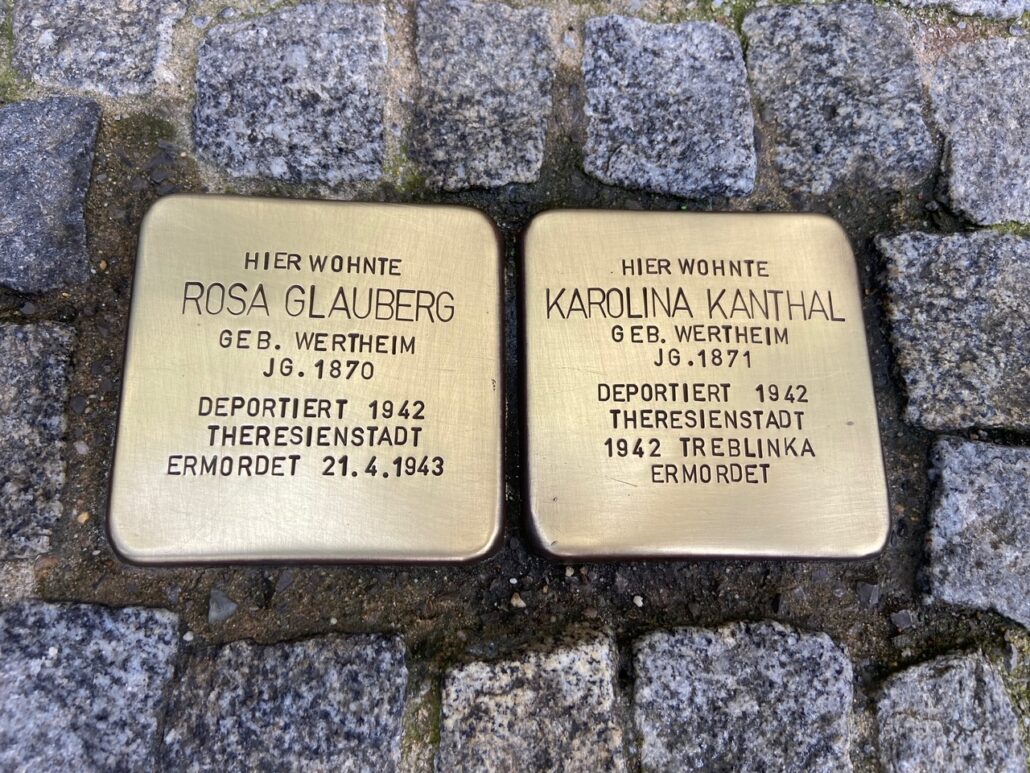 HIER WOHNTE
ROSA GLAUBERG
GEB. WERTHEIM
JG. 1870
DEPORTIERT 1942
THERESIENSTADT
ERMORDET 21.4.1943
HIER WOHNTE
KAROLINA KANTHAL
GEB. WERTHEIM
JG. 1871
DEPORTIERT 1942
THERESIENSTADT
1942 TREBLINKA
ERMORDET